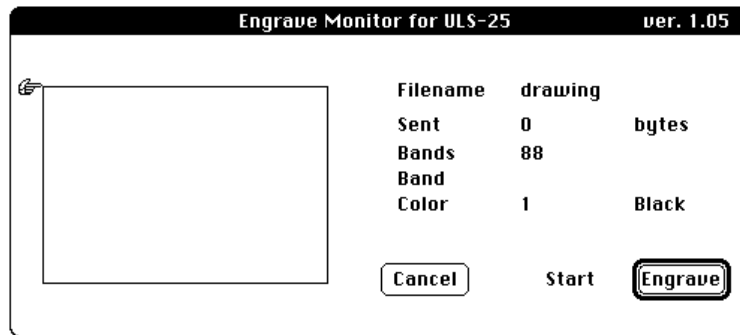 Engrave Monitor for ULS-25 ver. 1.05
Filename drawing
Sent 0 bytes
Bands 88
Band
Color 1 Black
Cancel Start Engrave